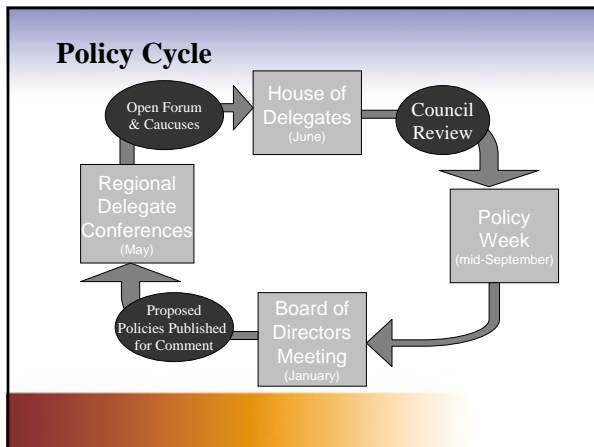 Policy Cycle
Open Forum
& Caucuses
House of
Delegates
(June)
Council
Review
Regional
Delegate
Conferences
(May)
Policy
Week
(mid-September)
Proposed
Policies Published
for Comment
Board of
Directors
Meeting
(January)